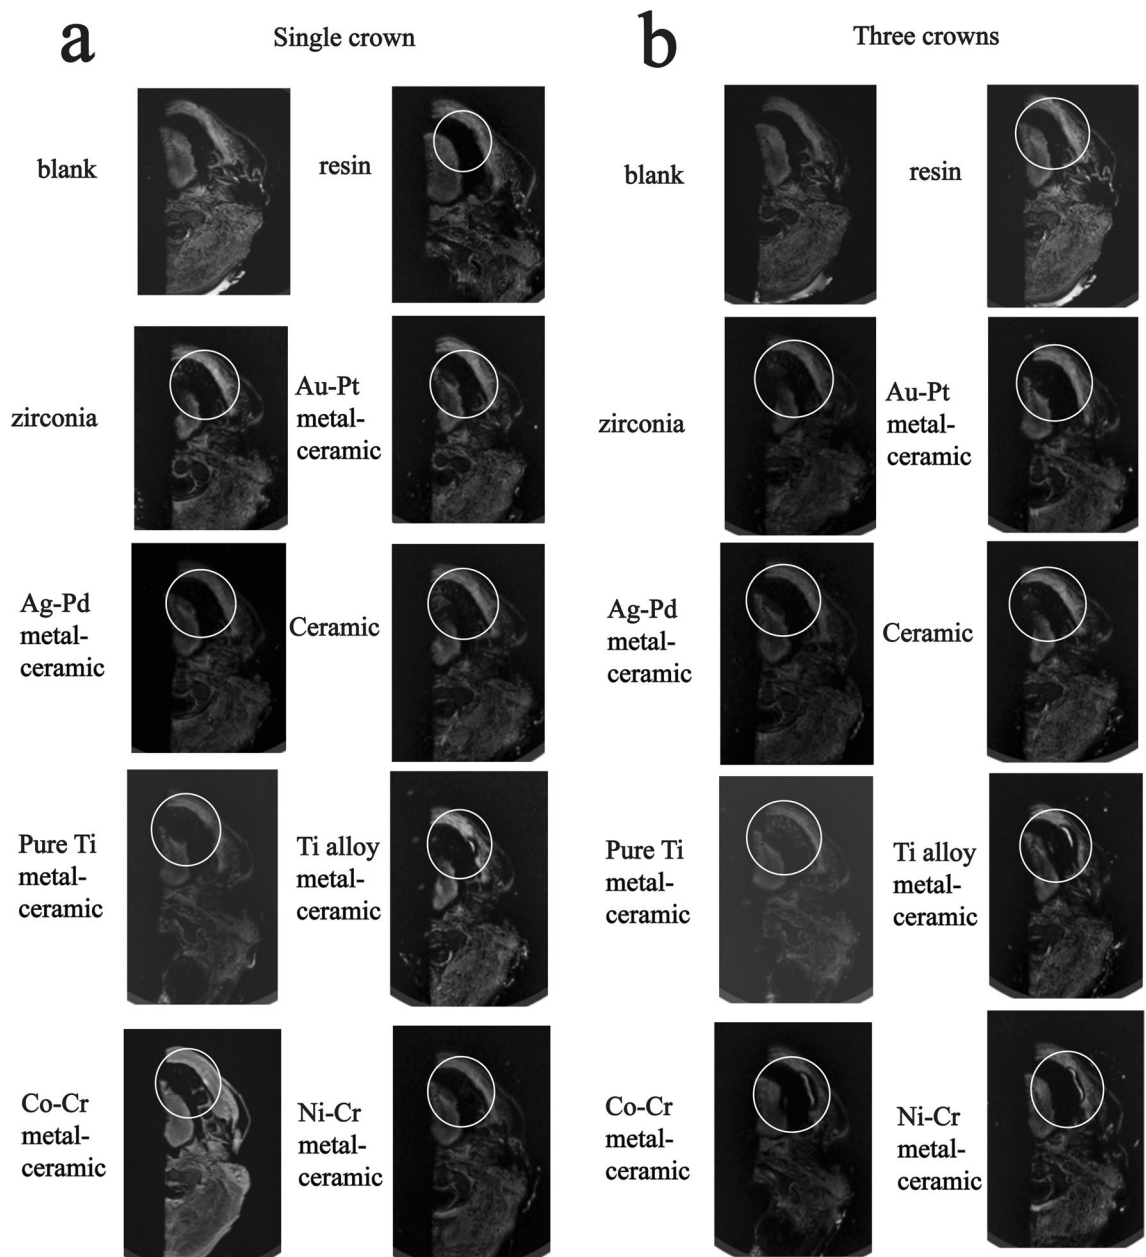 a
Single crown
blank
resin
zirconia
Au-Pt
metal-
ceramic
Ag-Pd
metal-
ceramic
Ceramic
Pure Ti
metal-
ceramic
Ti alloy
metal-
ceramic
Co-Cr
metal-
ceramic
Ni-Cr
metal-
ceramic
b
Three crowns
blank
resin
zirconia
Au-Pt
metal-
ceramic
Ag-Pd
metal-
ceramic
Ceramic
Pure Ti
metal-
ceramic
Ti alloy
metal-
ceramic
Co-Cr
metal-
ceramic
Ni-Cr
metal-
ceramic